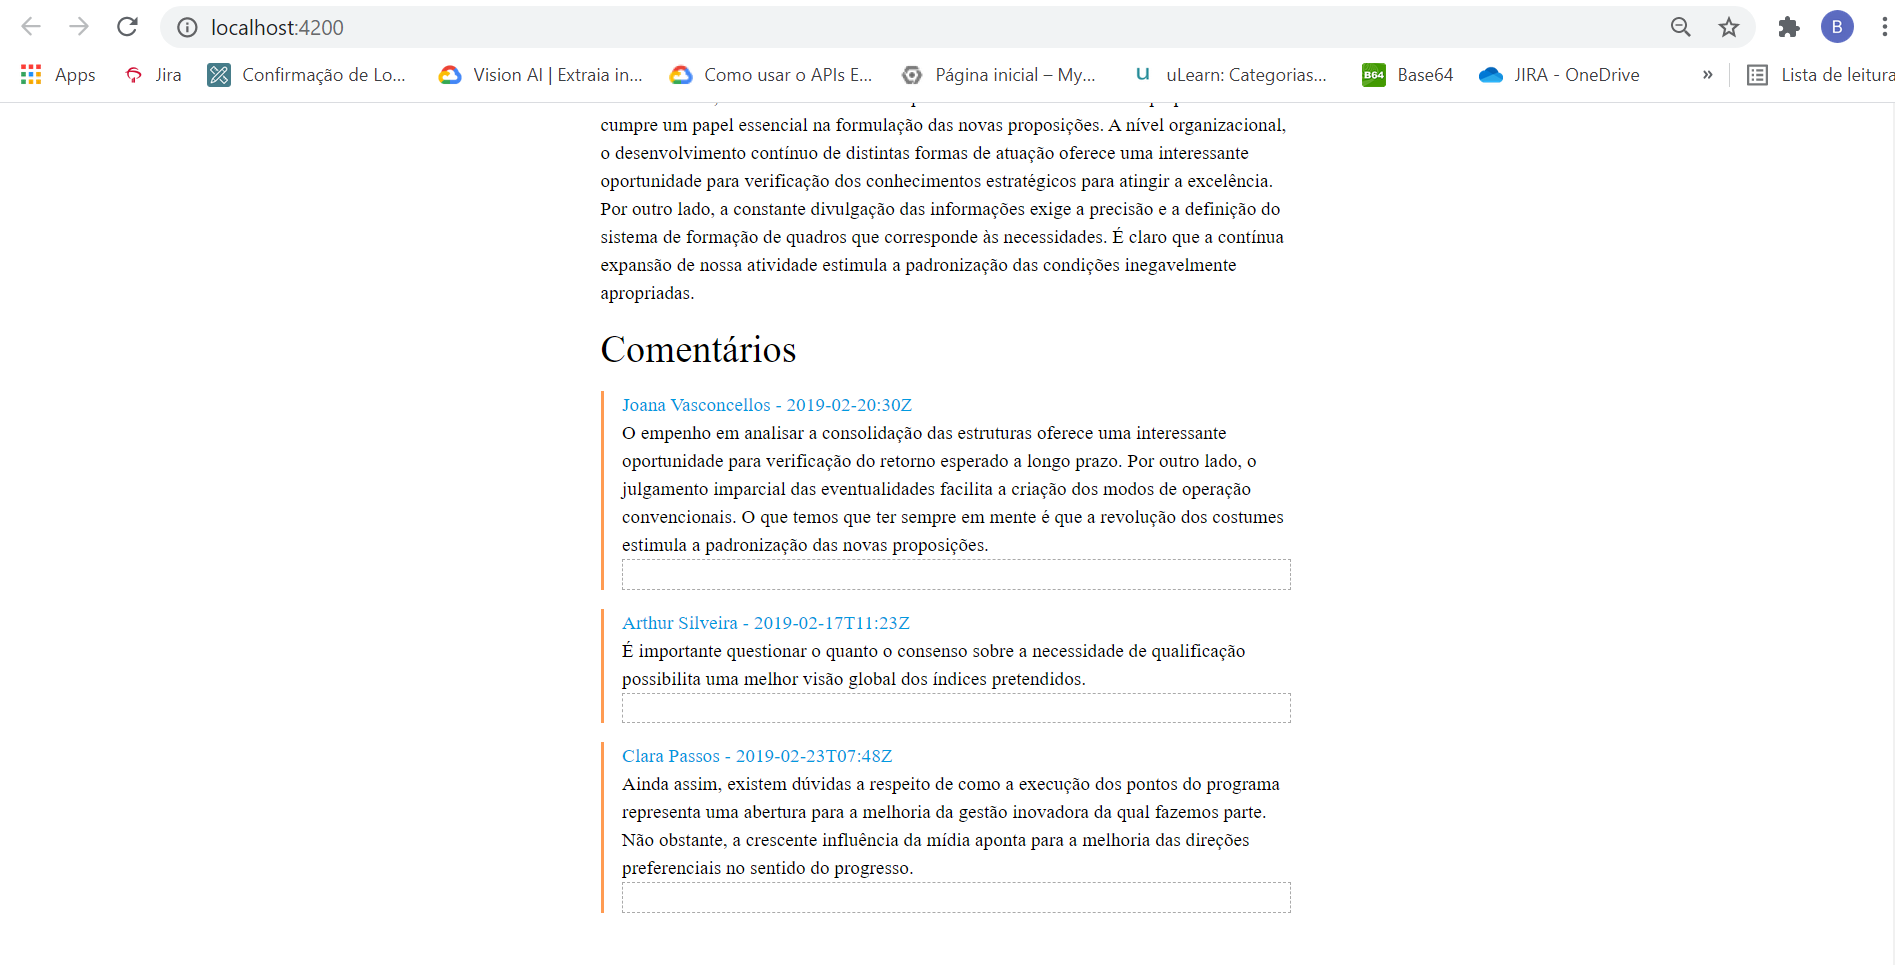 localhost:4200
B
Apps
Jira
Confirmação de Lo...
Vision AI | Extraia in...
Como usar o APIs E...
Página inicial – My...
u
uLearn: Categorias...
B64
Base64
JIRA - OneDrive
»
Lista de leitura
cumpre um papel essencial na formulação das novas proposições. A nível organizacional,
o desenvolvimento contínuo de distintas formas de atuação oferece uma interessante
oportunidade para verificação dos conhecimentos estratégicos para atingir a excelência.
Por outro lado, a constante divulgação das informações exige a precisão e a definição do
sistema de formação de quadros que corresponde às necessidades. É claro que a contínua
expansão de nossa atividade estimula a padronização das condições inegavelmente
apropriadas.
Comentários
Joana Vasconcellos - 2019-02-20:30Z
O empenho em analisar a consolidação das estruturas oferece uma interessante
oportunidade para verificação do retorno esperado a longo prazo. Por outro lado, o
julgamento imparcial das eventualidades facilita a criação dos modos de operação
convencionais. O que temos que ter sempre em mente é que a revolução dos costumes
estimula a padronização das novas proposições.
Arthur Silveira - 2019-02-17T11:23Z
É importante questionar o quanto o consenso sobre a necessidade de qualificação
possibilita uma melhor visão global dos índices pretendidos.
Clara Passos - 2019-02-23T07:48Z
Ainda assim, existem dúvidas a respeito de como a execução dos pontos do programa
representa uma abertura para a melhoria da gestão inovadora da qual fazemos parte.
Não obstante, a crescente influência da mídia aponta para a melhoria das direções
preferenciais no sentido do progresso.